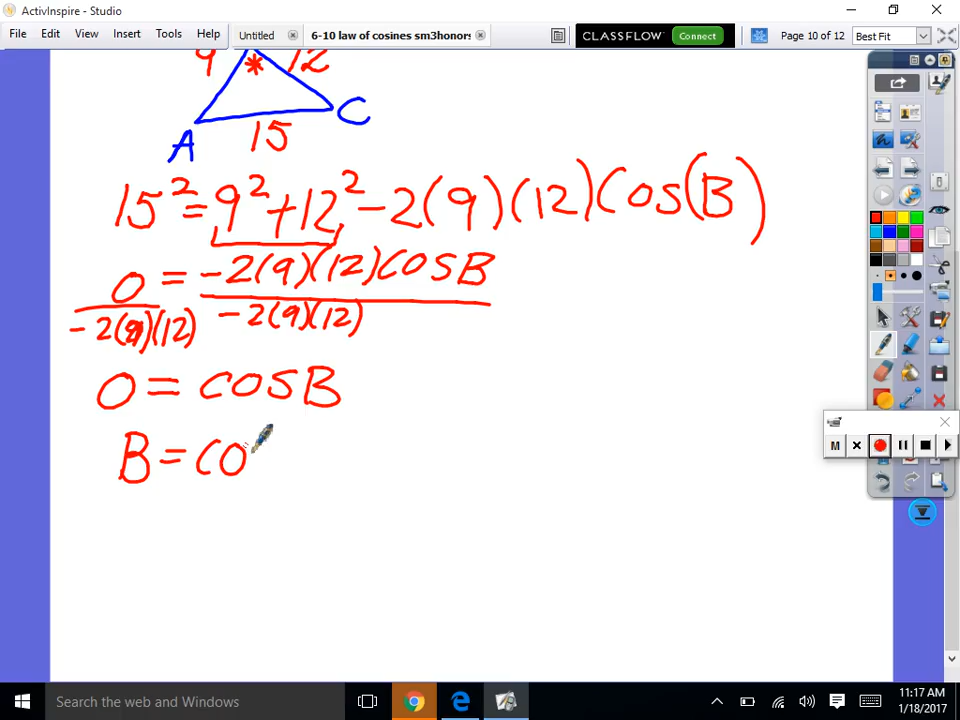 ActivInspire - Studio
File Edit View Insert Tools Help Untitled 6-10 law of cosines sm3honors CLASSFLOW Connect Page 10 of 12 Best Fit
9 * 12
A C
15
15² = 9² + 12² - 2(9)(12)(cos(B)
0 = -2(9)(12)cosB
-2(9)(12) -2(9)(12)
0 = cosB
B = co
M
Search the web and Windows
11:17 AM
1/18/2017